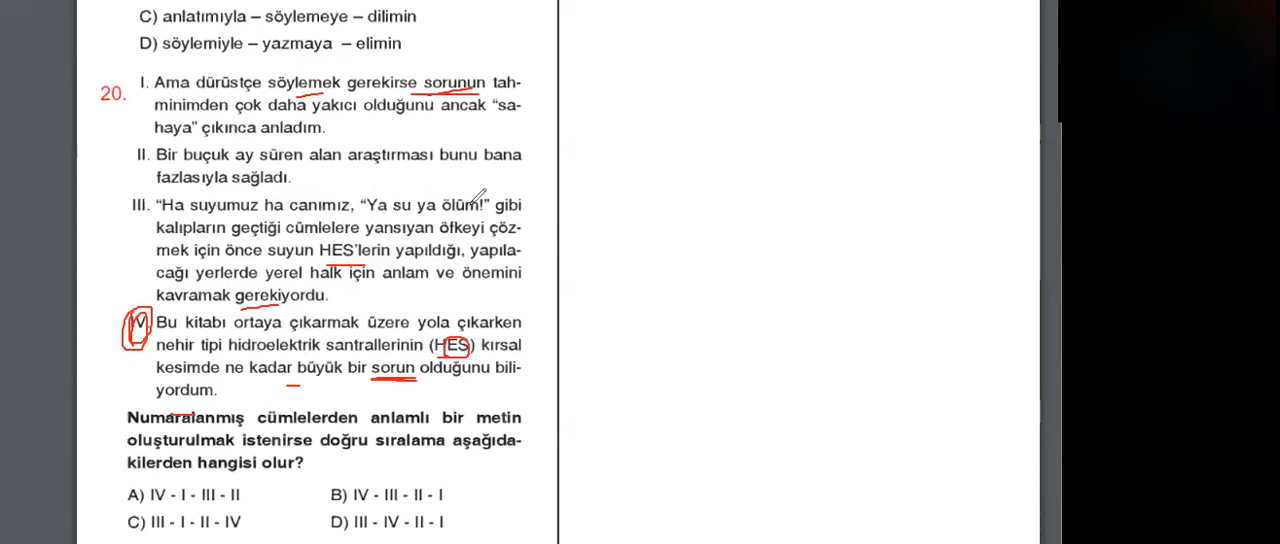 C) anlatımıyla – söylemeye – dilimin
D) söylemiyle – yazmaya – elimin
20. I. Ama dürüstçe söylemek gerekirse sorunun tah-
minimden çok daha yakıcı olduğunu ancak “sa-
haya” çıkınca anladım.
II. Bir buçuk ay süren alan araştırması bunu bana
fazlasıyla sağladı.
III. “Ha suyumuz ha canımız, “Ya su ya ölüm!” gibi
kalıpların geçtiği cümlelere yansıyan öfkeyi çöz-
mek için önce suyun HES’lerin yapıldığı, yapıla-
cağı yerlerde yerel halk için anlam ve önemini
kavramak gerekiyordu.
IV. Bu kitabı ortaya çıkarmak üzere yola çıkarken
nehir tipi hidroelektrik santrallerinin (HES) kırsal
kesimde ne kadar büyük bir sorun olduğunu bili-
yordum.
Numaralanmış cümlelerden anlamlı bir metin
oluşturulmak istenirse doğru sıralama aşağıda-
kilerden hangisi olur?
A) IV - I - III - II B) IV - III - II - I
C) III - I - II - IV D) III - IV - II - I